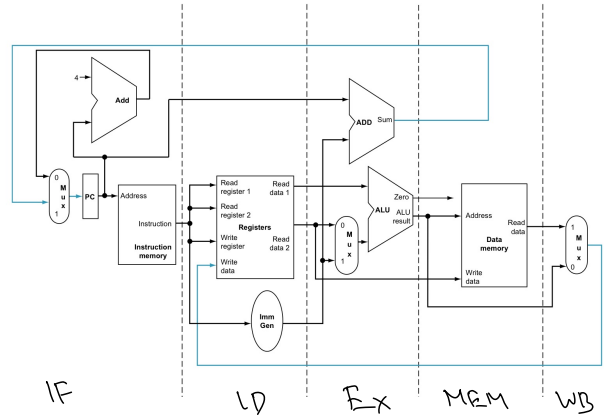 4
Add
ADD
Sum
0
M
u
x
1
PC
Address
Instruction
Instruction
memory
Read
register 1
Read
data 1
Read
register 2
Registers
Write
register
Read
data 2
Write
data
Imm
Gen
0
M
u
x
1
Zero
ALU
ALU
result
Address
Read
data
Data
memory
Write
data
1
M
u
x
0
IF
ID
Ex
MEM
WB